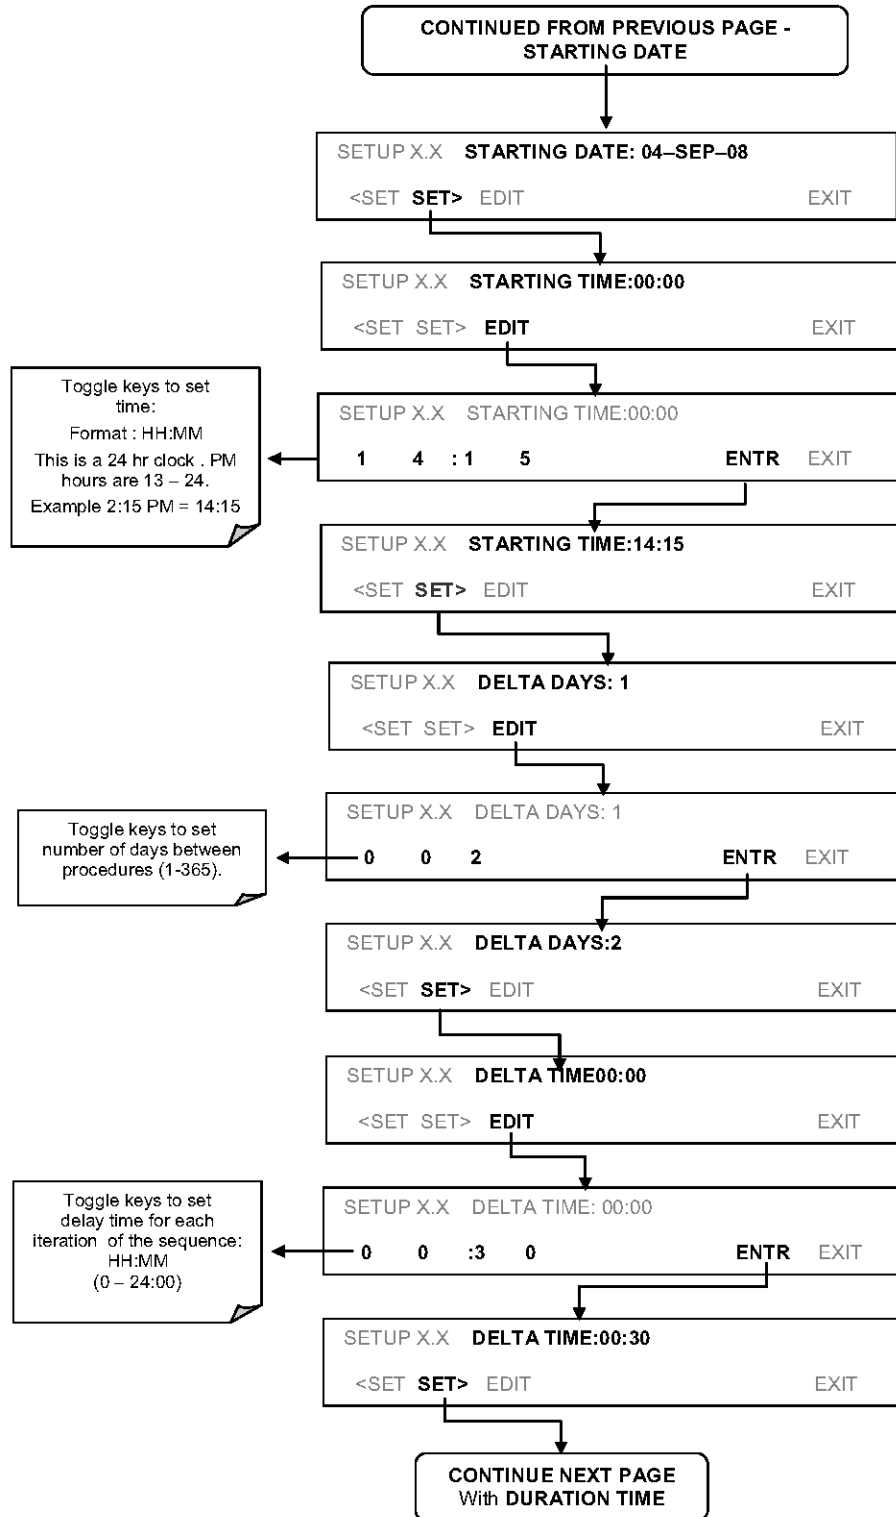 CONTINUED FROM PREVIOUS PAGE -
STARTING DATE
SETUP X.X STARTING DATE: 04–SEP–08
<SET SET> EDIT EXIT
SETUP X.X STARTING TIME:00:00
<SET SET> EDIT EXIT
Toggle keys to set
time:
Format : HH:MM
This is a 24 hr clock . PM
hours are 13 – 24.
Example 2:15 PM = 14:15
SETUP X.X STARTING TIME:00:00
1 4 : 1 5 ENTR EXIT
SETUP X.X STARTING TIME:14:15
<SET SET> EDIT EXIT
SETUP X.X DELTA DAYS: 1
<SET SET> EDIT EXIT
Toggle keys to set
number of days between
procedures (1-365).
SETUP X.X DELTA DAYS: 1
0 0 2 ENTR EXIT
SETUP X.X DELTA DAYS:2
<SET SET> EDIT EXIT
SETUP X.X DELTA TIME00:00
<SET SET> EDIT EXIT
Toggle keys to set
delay time for each
iteration of the sequence:
HH:MM
(0 – 24:00)
SETUP X.X DELTA TIME: 00:00
0 0 :3 0 ENTR EXIT
SETUP X.X DELTA TIME:00:30
<SET SET> EDIT EXIT
CONTINUE NEXT PAGE
With DURATION TIME